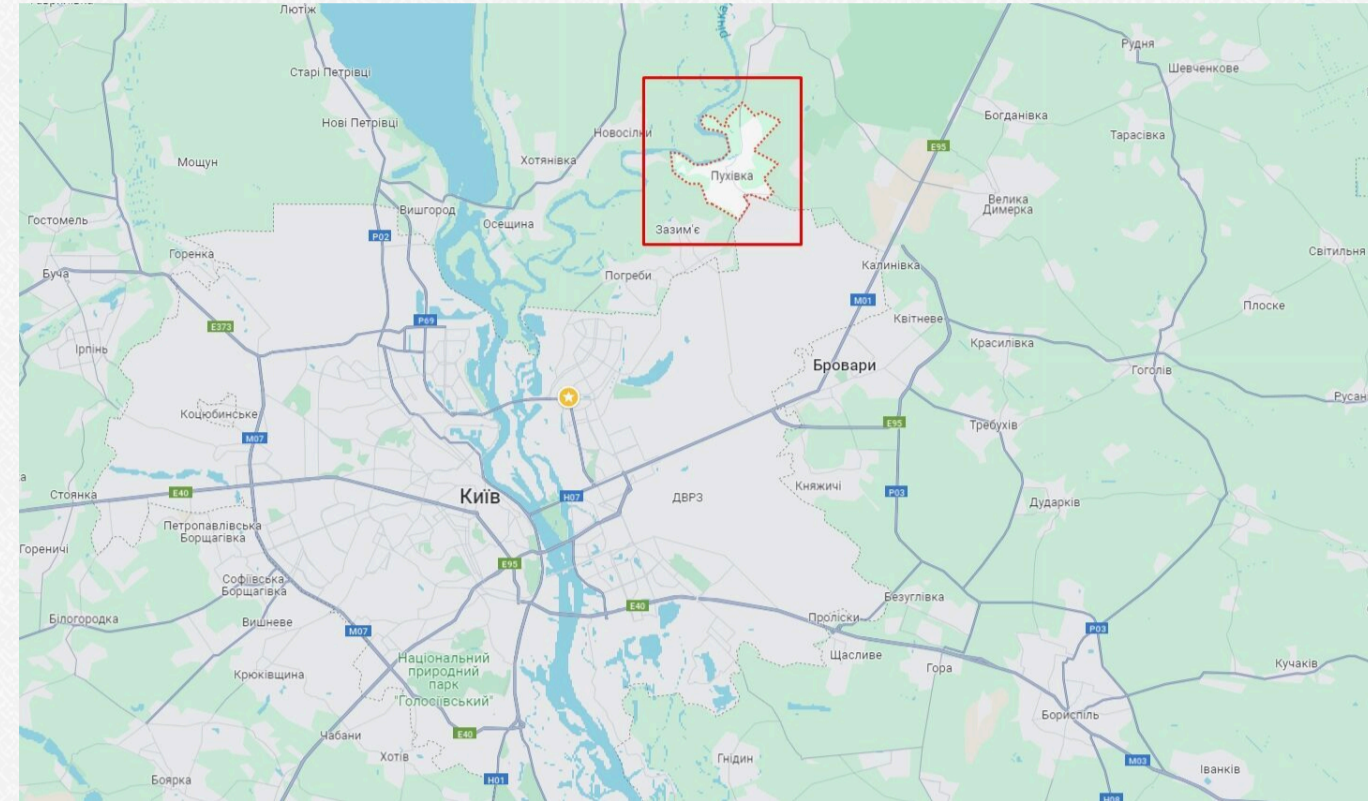 Лютіж
річка
Рудня
Шевченкове
Старі Петрівці
Богданівка
Нові Петрівці
Новосілки
Тарасівка
E95
Мощун
Хотянівка
Пухівка
Велика
Димерка
Вишгород
Гостомель
Осещина
Зазим'є
P02
Світильня
Горенка
Калинівка
Буча
Погреби
M01
Плоске
P69
Квітневе
E373
Красилівка
Ірпінь
Бровари
Гоголів
Русан
Коцюбинське
E95
Требухів
M07
Княжичі
E40
Стоянка
Київ
H07
ДВРЗ
P03
Дударків
Петропавлівська
Борщагівка
Гореничі
E95
Софіївська
Борщагівка
E40
Безуглівка
Білогородка
Вишневе
M07
Проліски
P03
Щасливе
Гора
Кучаків
Національний
природний
парк
"Голосіївський"
Крюківщина
Бориспіль
E40
Чабани
Хотів
Гнідин
M03
Іванків
Боярка
H01
H08